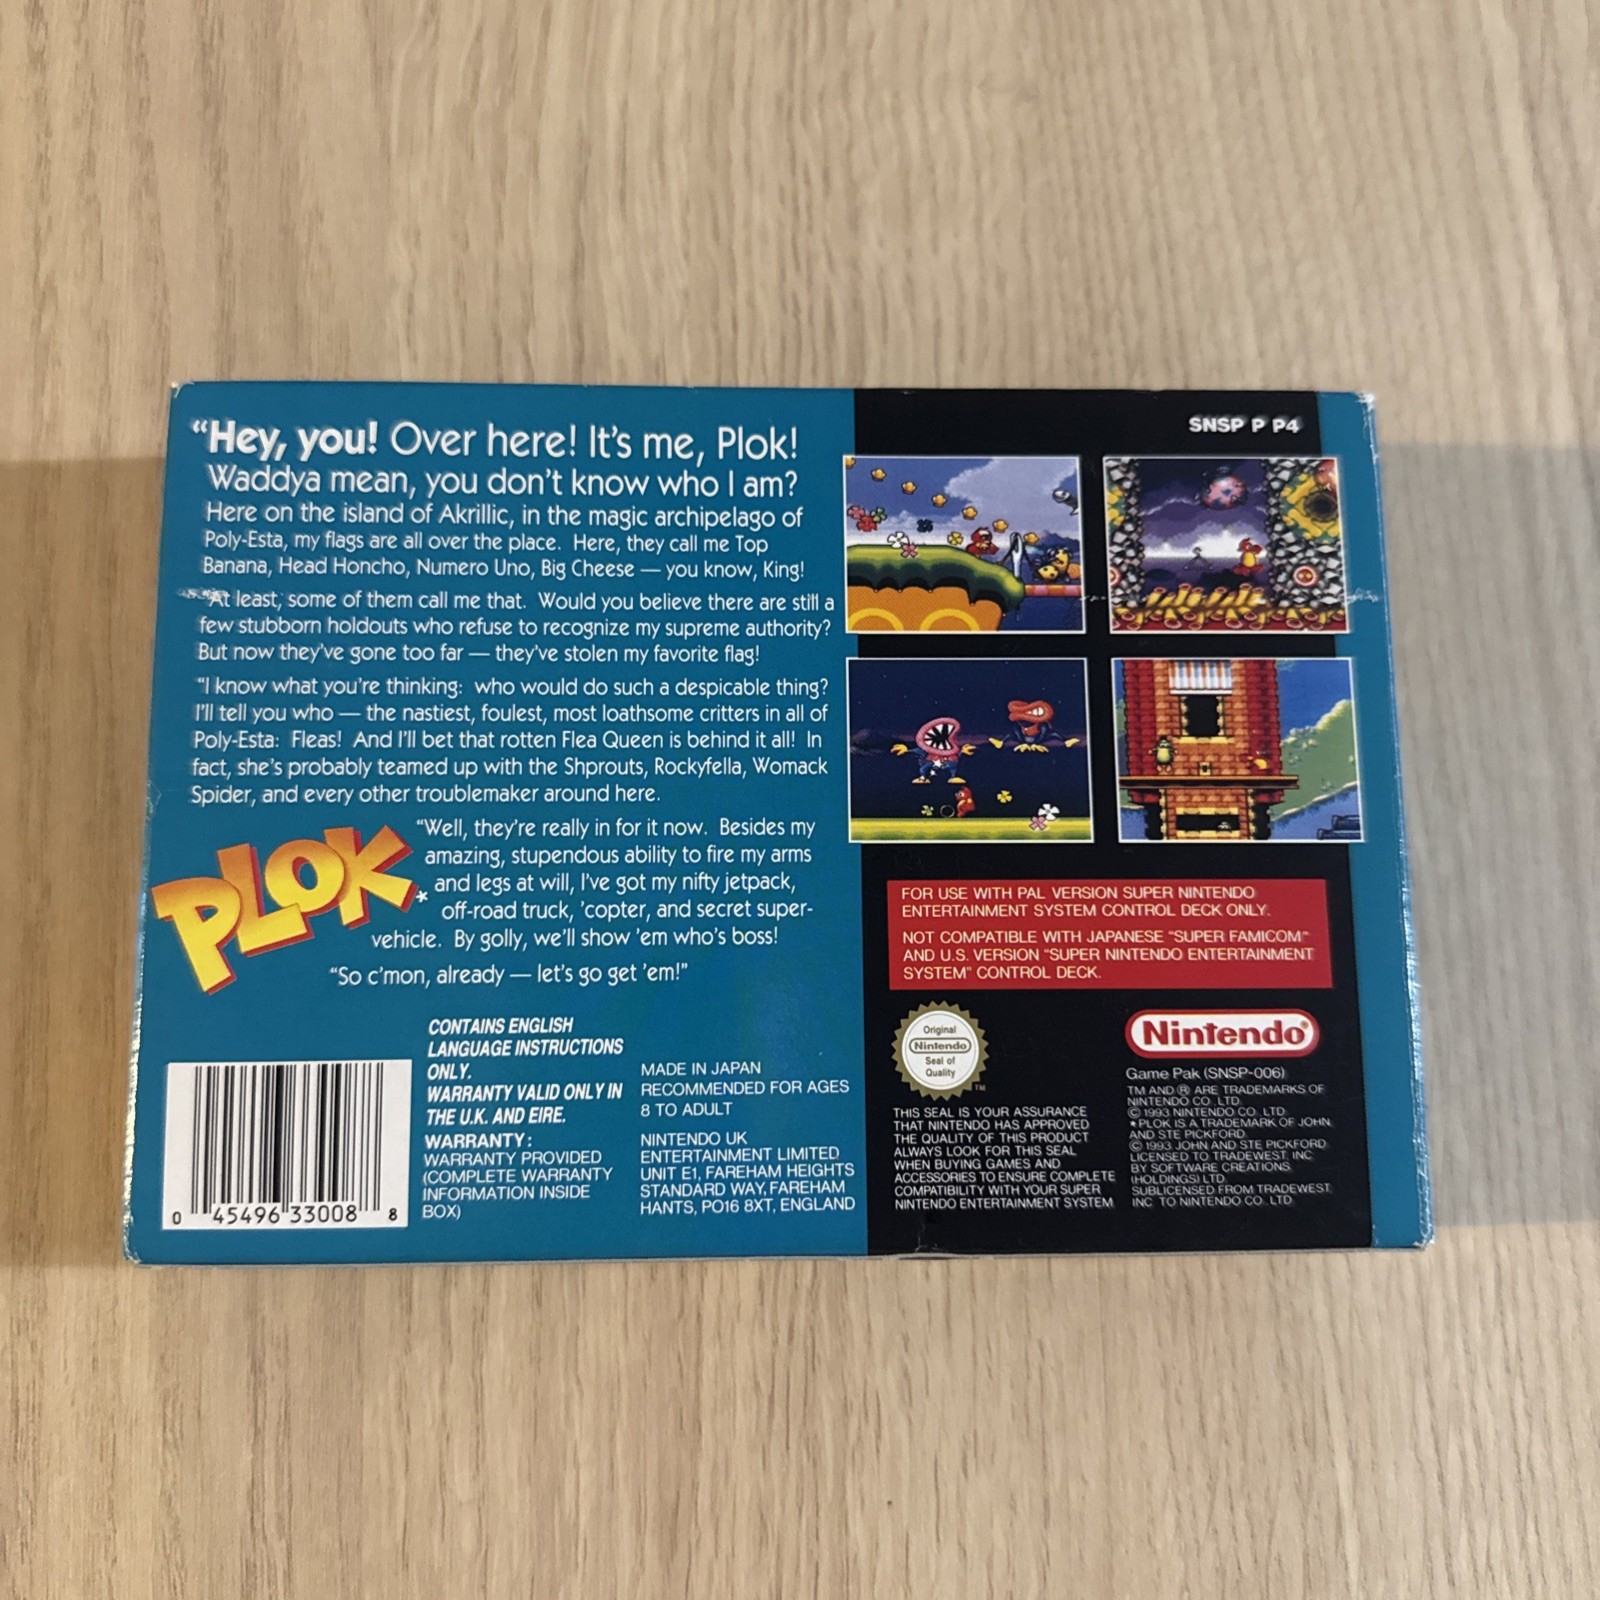 "Hey, you! Over here! It's me, Plok!
Waddya mean, you don't know who I am?
Here on the island of Akrillic, in the magic archipelago of
Poly-Esta, my flags are all over the place. Here, they call me Top
Banana, Head Honcho, Numero Uno, Big Cheese — you know, King!
"At least, some of them call me that. Would you believe there are still a
few stubborn holdouts who refuse to recognize my supreme authority?
But now they've gone too far — they've stolen my favorite flag!
"I know what you're thinking: who would do such a despicable thing?
I'll tell you who — the nastiest, foulest, most loathsome critters in all of
Poly-Esta: Fleas! And I'll bet that rotten Flea Queen is behind it all! In
fact, she's probably teamed up with the Shprouts, Rockyfella, Womack
Spider, and every other troublemaker around here.
PLOK*
"Well, they're really in for it now. Besides my
amazing, stupendous ability to fire my arms
and legs at will, I've got my nifty jetpack,
off-road truck, 'copter, and secret super-
vehicle. By golly, we'll show 'em who's boss!
"So c'mon, already — let's go get 'em!"
CONTAINS ENGLISH
LANGUAGE INSTRUCTIONS
ONLY.
WARRANTY VALID ONLY IN
THE U.K. AND EIRE.
WARRANTY:
WARRANTY PROVIDED
(COMPLETE WARRANTY
INFORMATION INSIDE
BOX)
MADE IN JAPAN
RECOMMENDED FOR AGES
8 TO ADULT
NINTENDO UK
ENTERTAINMENT LIMITED
UNIT E1, FAREHAM HEIGHTS
STANDARD WAY, FAREHAM
HANTS, PO16 8XT, ENGLAND
0 45496 33008 8
SNSP P P4
FOR USE WITH PAL VERSION SUPER NINTENDO
ENTERTAINMENT SYSTEM CONTROL DECK ONLY.
NOT COMPATIBLE WITH JAPANESE "SUPER FAMICOM"
AND U.S. VERSION "SUPER NINTENDO ENTERTAINMENT
SYSTEM" CONTROL DECK.
Original
Nintendo
Seal of
Quality
TM
THIS SEAL IS YOUR ASSURANCE
THAT NINTENDO HAS APPROVED
THE QUALITY OF THIS PRODUCT
ALWAYS LOOK FOR THIS SEAL
WHEN BUYING GAMES AND
ACCESSORIES TO ENSURE COMPLETE
COMPATIBILITY WITH YOUR SUPER
NINTENDO ENTERTAINMENT SYSTEM
Nintendo®
Game Pak (SNSP-006)
TM AND ® ARE TRADEMARKS OF
NINTENDO CO. LTD.
© 1993 NINTENDO CO. LTD.
*PLOK IS A TRADEMARK OF JOHN
AND STE PICKFORD.
© 1993 JOHN AND STE PICKFORD.
LICENSED TO TRADEWEST, INC
BY SOFTWARE CREATIONS
(HOLDINGS) LTD.
SUBLICENSED FROM TRADEWEST,
INC. TO NINTENDO CO. LTD